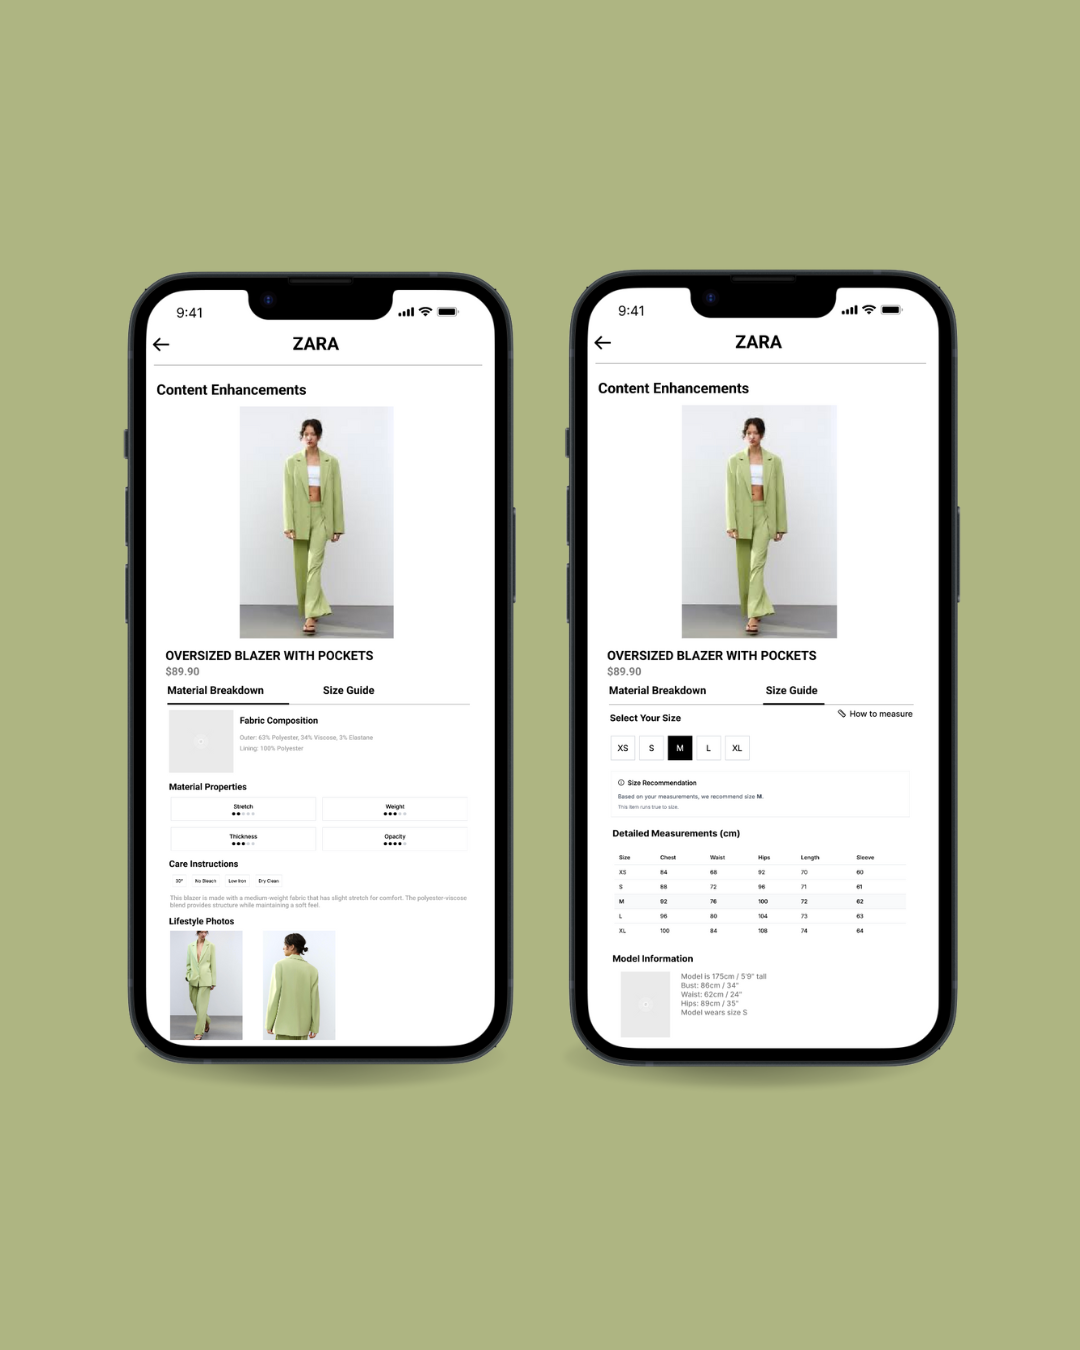 9:41
ZARA
Content Enhancements
OVERSIZED BLAZER WITH POCKETS
$89.90
Material Breakdown Size Guide
Fabric Composition
Outer: 63% Polyester, 34% Viscose, 3% Elastane
Lining: 100% Polyester
Material Properties
Stretch Weight
Thickness Opacity
Care Instructions
30° No Bleach Low Iron Dry Clean
This blazer is made with a medium-weight fabric that has slight stretch for comfort. The polyester-viscose
blend provides structure while maintaining a soft feel.
Lifestyle Photos
9:41
ZARA
Content Enhancements
OVERSIZED BLAZER WITH POCKETS
$89.90
Material Breakdown Size Guide
Select Your Size How to measure
XS S M L XL
Size Recommendation
Based on your measurements, we recommend size M.
This item runs true to size.
Detailed Measurements (cm)
Size Chest Waist Hips Length Sleeve
XS 84 68 92 70 60
S 88 72 96 71 61
M 92 76 100 72 62
L 96 80 104 73 63
XL 100 84 108 74 64
Model Information
Model is 175cm / 5'9" tall
Bust: 86cm / 34"
Waist: 62cm / 24"
Hips: 89cm / 35"
Model wears size S